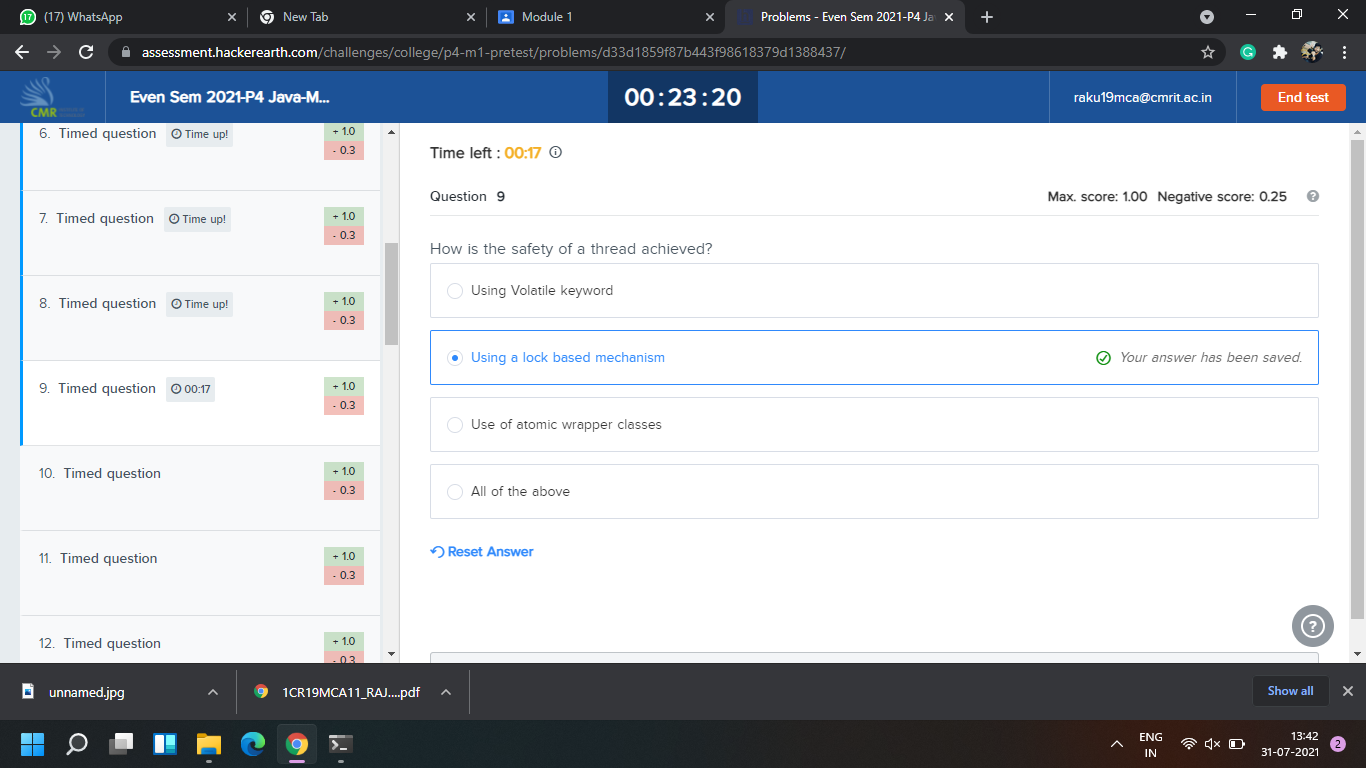 (17) WhatsApp
New Tab
Module 1
Problems - Even Sem 2021-P4 Ja
assessment.hackerearth.com/challenges/college/p4-m1-pretest/problems/d33d1859f87b443f98618379d1388437/
CMR
Even Sem 2021-P4 Java-M...
00:23:20
raku19mca@cmrit.ac.in
End test
6. Timed question Time up! + 1.0
- 0.3
7. Timed question Time up! + 1.0
- 0.3
8. Timed question Time up! + 1.0
- 0.3
9. Timed question 00:17 + 1.0
- 0.3
10. Timed question + 1.0
- 0.3
11. Timed question + 1.0
- 0.3
12. Timed question + 1.0
- 0.3
Time left : 00:17
Question 9
Max. score: 1.00 Negative score: 0.25
How is the safety of a thread achieved?
Using Volatile keyword
Using a lock based mechanism
Your answer has been saved.
Use of atomic wrapper classes
All of the above
Reset Answer
unnamed.jpg
1CR19MCA11_RAJ....pdf
Show all
ENG
IN
13:42
31-07-2021
2